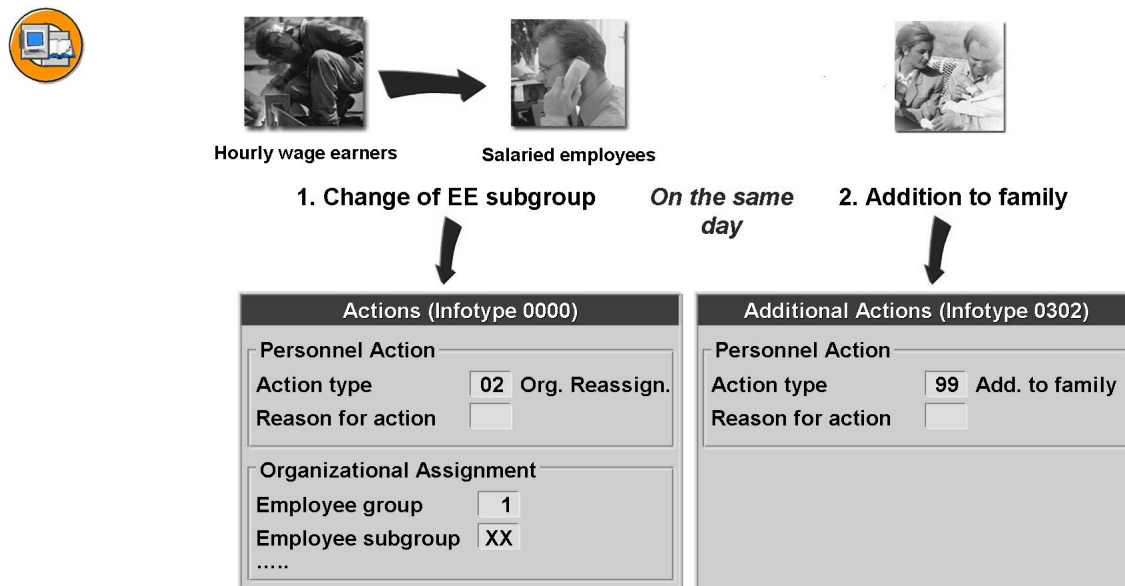 Hourly wage earners
Salaried employees
1. Change of EE subgroup
On the same
day
2. Addition to family
Actions (Infotype 0000)
Personnel Action
Action type 02 Org. Reassign.
Reason for action
Organizational Assignment
Employee group 1
Employee subgroup XX
.....
Additional Actions (Infotype 0302)
Personnel Action
Action type 99 Add. to family
Reason for action